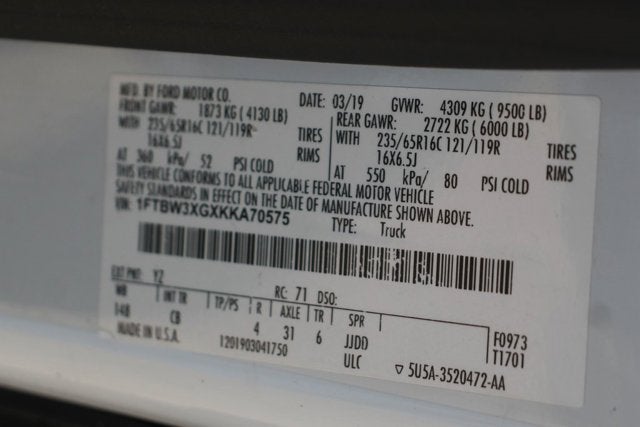 MFD. BY FORD MOTOR CO.
DATE: 03/19 GVWR: 4309 KG ( 9500 LB)
FRONT GAWR: 1873 KG ( 4130 LB) REAR GAWR: 2722 KG ( 6000 LB)
WITH 235/65R16C 121/119R TIRES WITH 235/65R16C 121/119R TIRES
16X6.5J RIMS 16X6.5J RIMS
AT 360 kPa/ 52 PSI COLD AT 550 kPa/ 80 PSI COLD
THIS VEHICLE CONFORMS TO ALL APPLICABLE FEDERAL MOTOR VEHICLE
SAFETY STANDARDS IN EFFECT ON THE DATE OF MANUFACTURE SHOWN ABOVE.
VIN: 1FTBW3XGXKKA70575 TYPE: Truck
EXT PNT: YZ RC: 71 DSO:
WB INT TR TP/PS R AXLE TR SPR F0973
148 CB 4 31 6 JJDD T1701
MADE IN U.S.A. 1201903041750 ULC 5U5A-3520472-AA